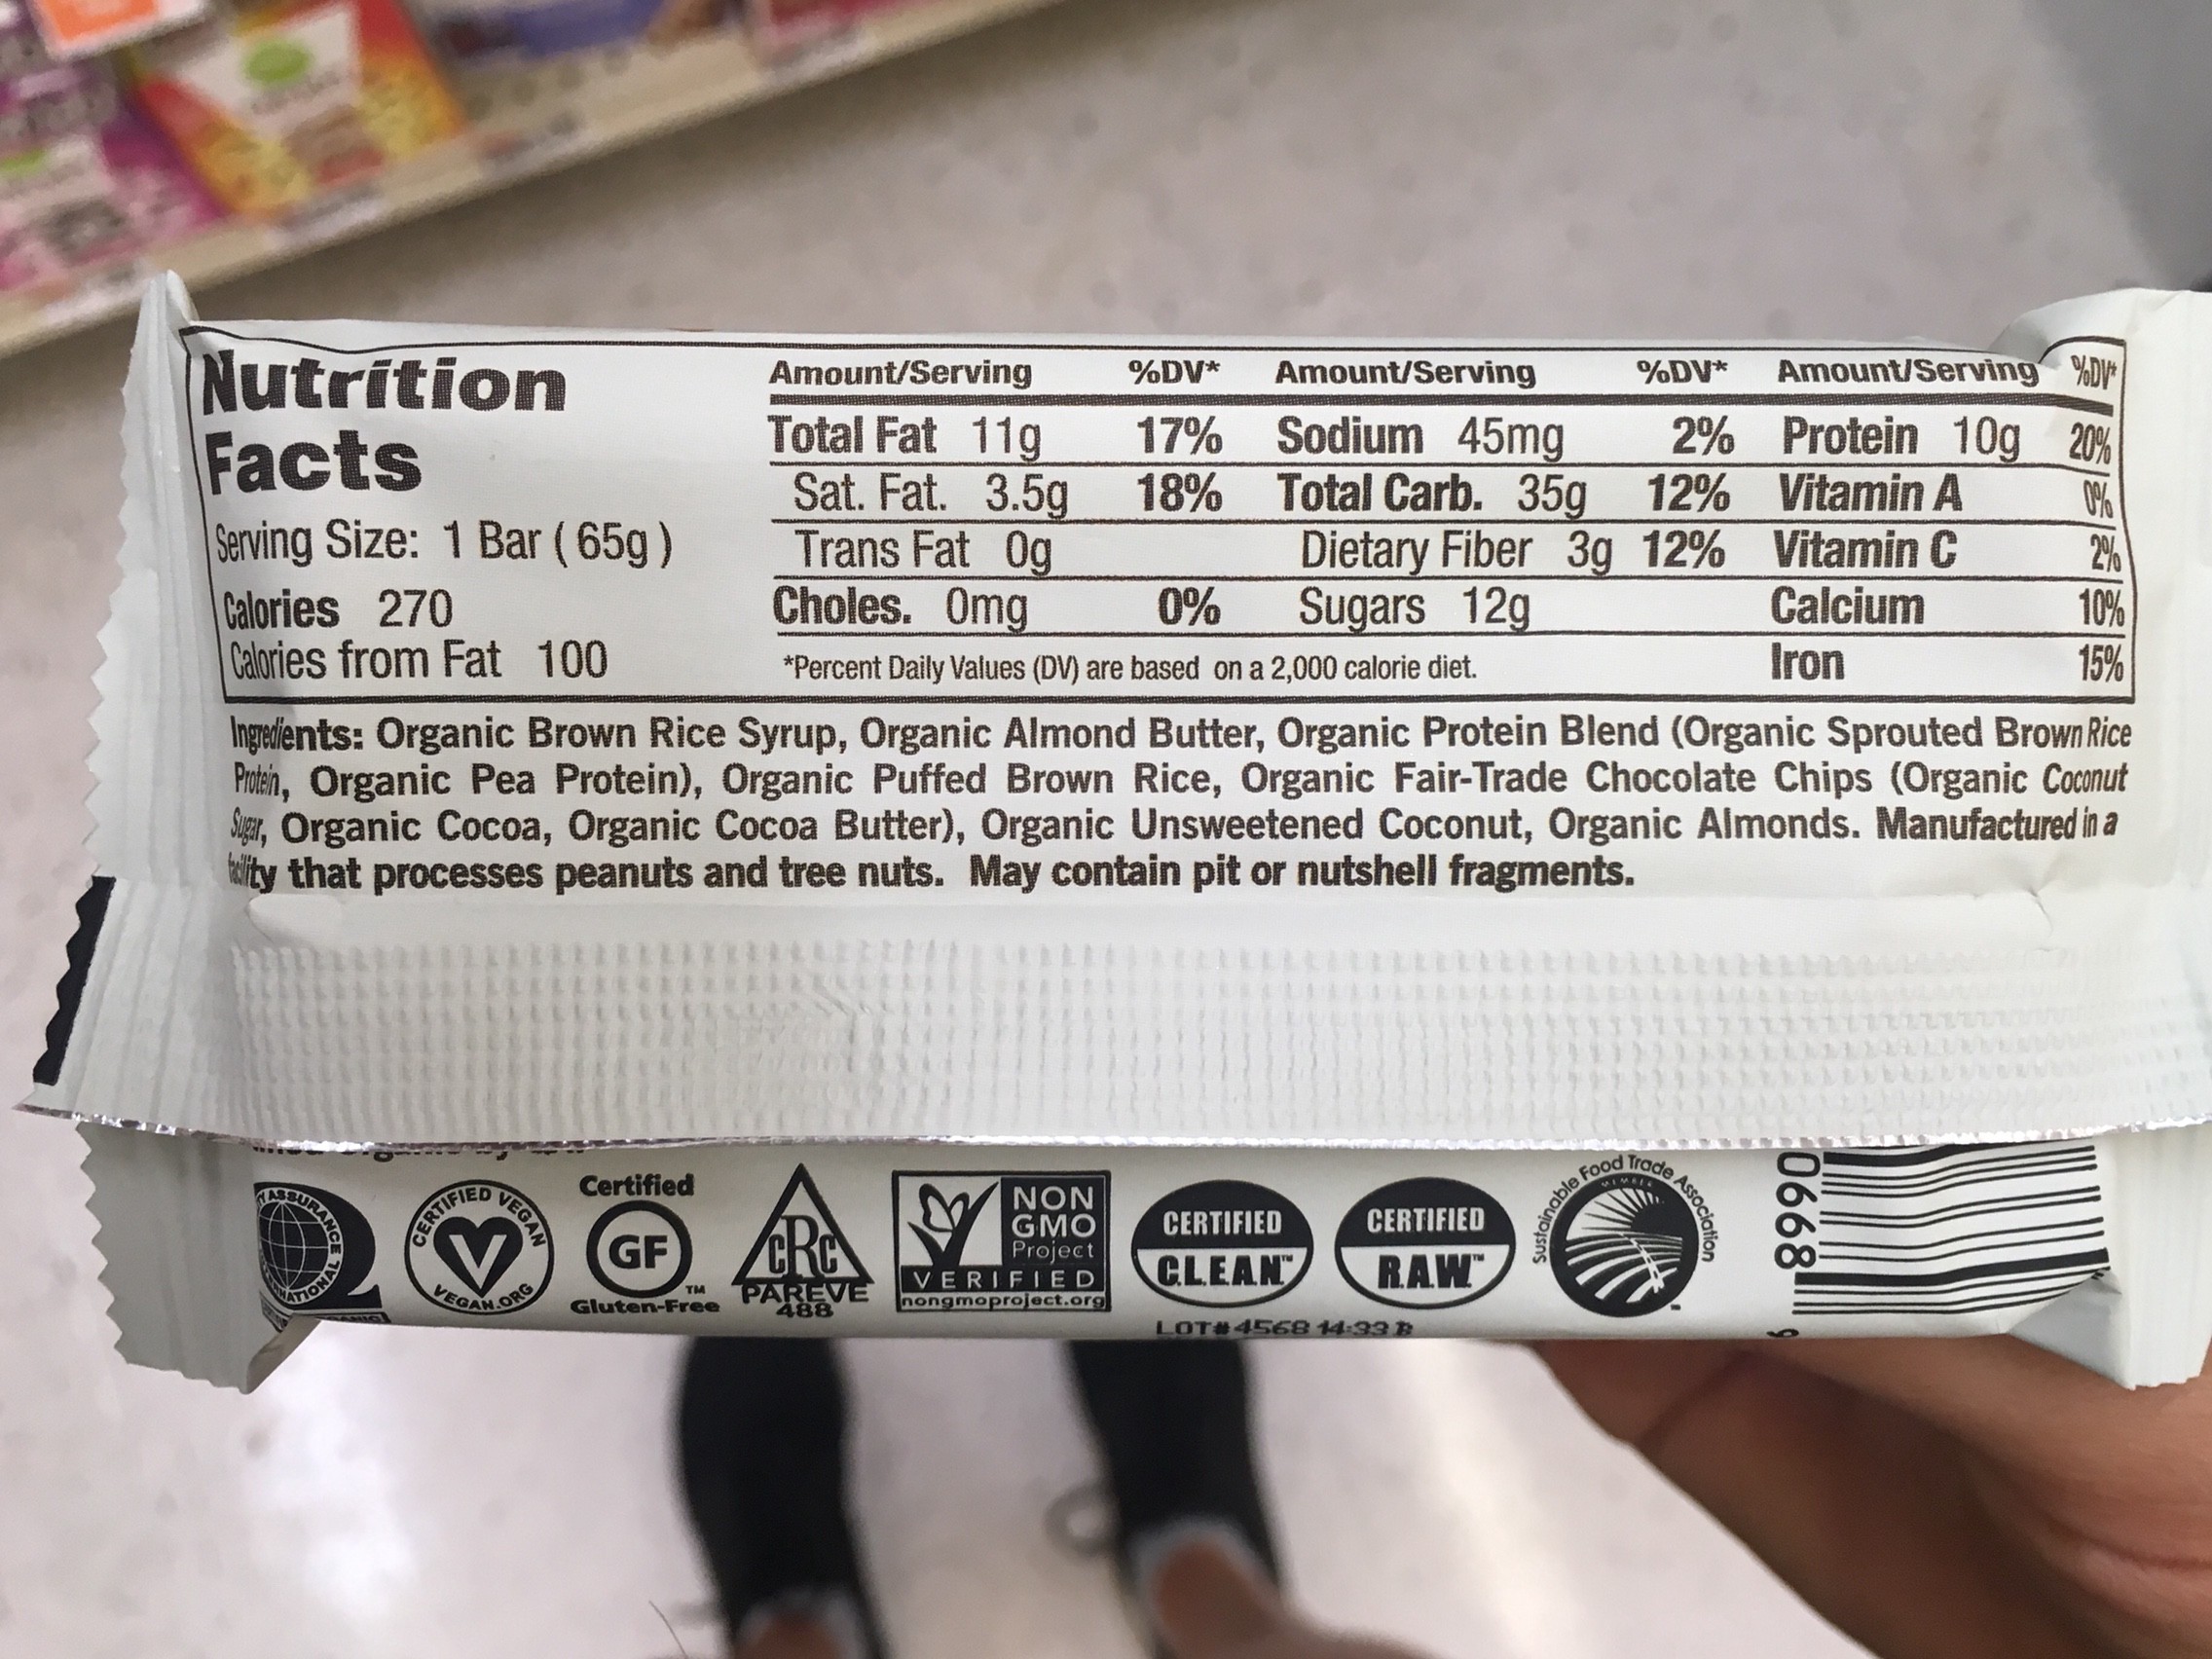 Nutrition
Facts
Serving Size: 1 Bar ( 65g )
Calories 270
Calories from Fat 100
Amount/Serving %DV* Amount/Serving %DV* Amount/Serving %DV*
Total Fat 11g 17% Sodium 45mg 2% Protein 10g 20%
Sat. Fat. 3.5g 18% Total Carb. 35g 12% Vitamin A 0%
Trans Fat 0g Dietary Fiber 3g 12% Vitamin C 2%
Choles. 0mg 0% Sugars 12g Calcium 10%
*Percent Daily Values (DV) are based on a 2,000 calorie diet. Iron 15%
Ingredients: Organic Brown Rice Syrup, Organic Almond Butter, Organic Protein Blend (Organic Sprouted Brown Rice
Protein, Organic Pea Protein), Organic Puffed Brown Rice, Organic Fair-Trade Chocolate Chips (Organic Coconut
Sugar, Organic Cocoa, Organic Cocoa Butter), Organic Unsweetened Coconut, Organic Almonds. Manufactured in a
facility that processes peanuts and tree nuts. May contain pit or nutshell fragments.
ASSURANCE
CERTIFIED VEGAN
V
VEGAN.ORG
Certified
GF
TM
Gluten-Free
CRC
PAREVE
488
NON
GMO
Project
VERIFIED
nongmoproject.org
CERTIFIED
C.L.E.A.N.™
CERTIFIED
R.A.W.™
Sustainable Food Trade Association
MEMBER
LOT# 4568 14:33 B